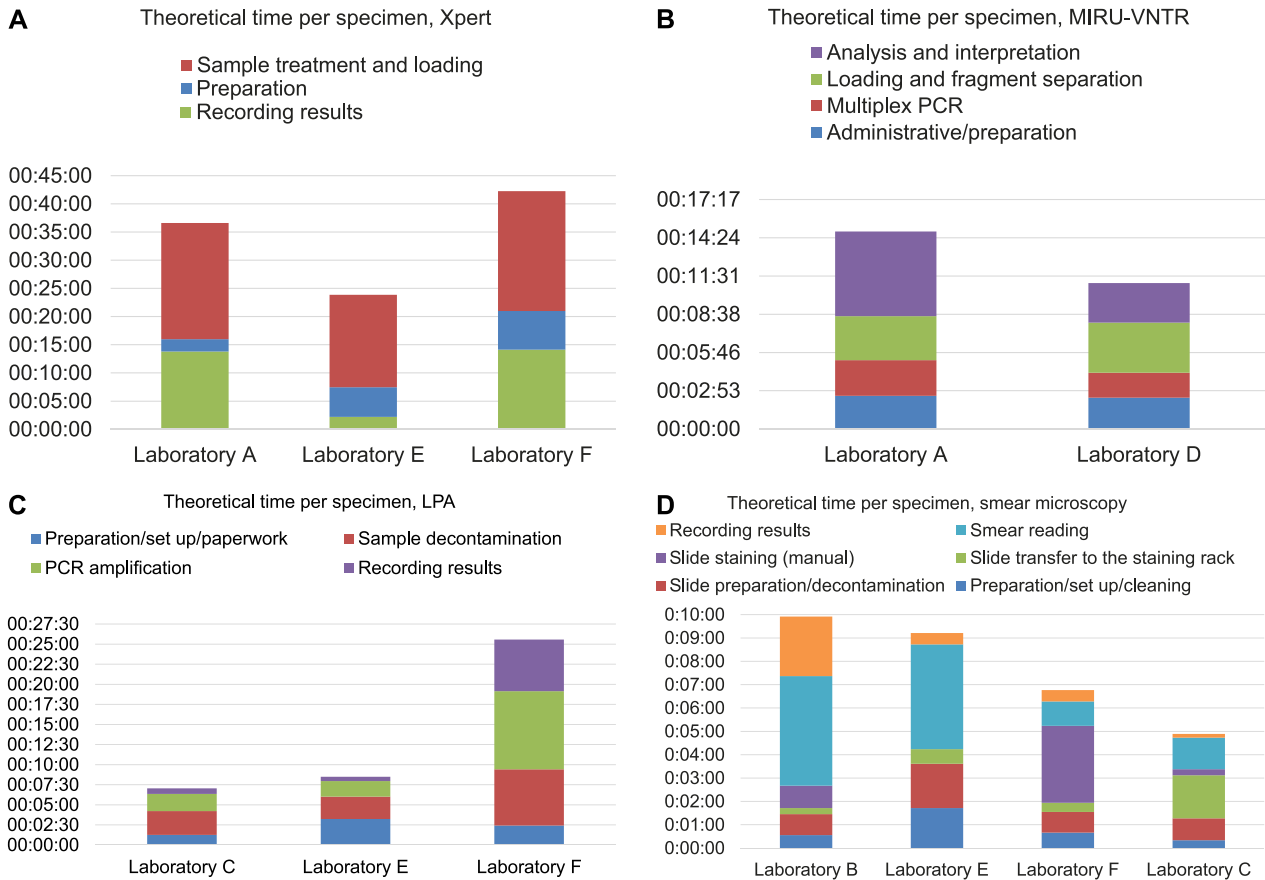 A
Theoretical time per specimen, Xpert
Sample treatment and loading
Preparation
Recording results
00:45:00
00:40:00
00:35:00
00:30:00
00:25:00
00:20:00
00:15:00
00:10:00
00:05:00
00:00:00
Laboratory A Laboratory E Laboratory F
B
Theoretical time per specimen, MIRU-VNTR
Analysis and interpretation
Loading and fragment separation
Multiplex PCR
Administrative/preparation
00:17:17
00:14:24
00:11:31
00:08:38
00:05:46
00:02:53
00:00:00
Laboratory A Laboratory D
C
Theoretical time per specimen, LPA
Preparation/set up/paperwork Sample decontamination
PCR amplification Recording results
00:27:30
00:25:00
00:22:30
00:20:00
00:17:30
00:15:00
00:12:30
00:10:00
00:07:30
00:05:00
00:02:30
00:00:00
Laboratory C Laboratory E Laboratory F
D
Theoretical time per specimen, smear microscopy
Recording results Smear reading
Slide staining (manual) Slide transfer to the staining rack
Slide preparation/decontamination Preparation/set up/cleaning
0:10:00
0:09:00
0:08:00
0:07:00
0:06:00
0:05:00
0:04:00
0:03:00
0:02:00
0:01:00
0:00:00
Laboratory B Laboratory E Laboratory F Laboratory C